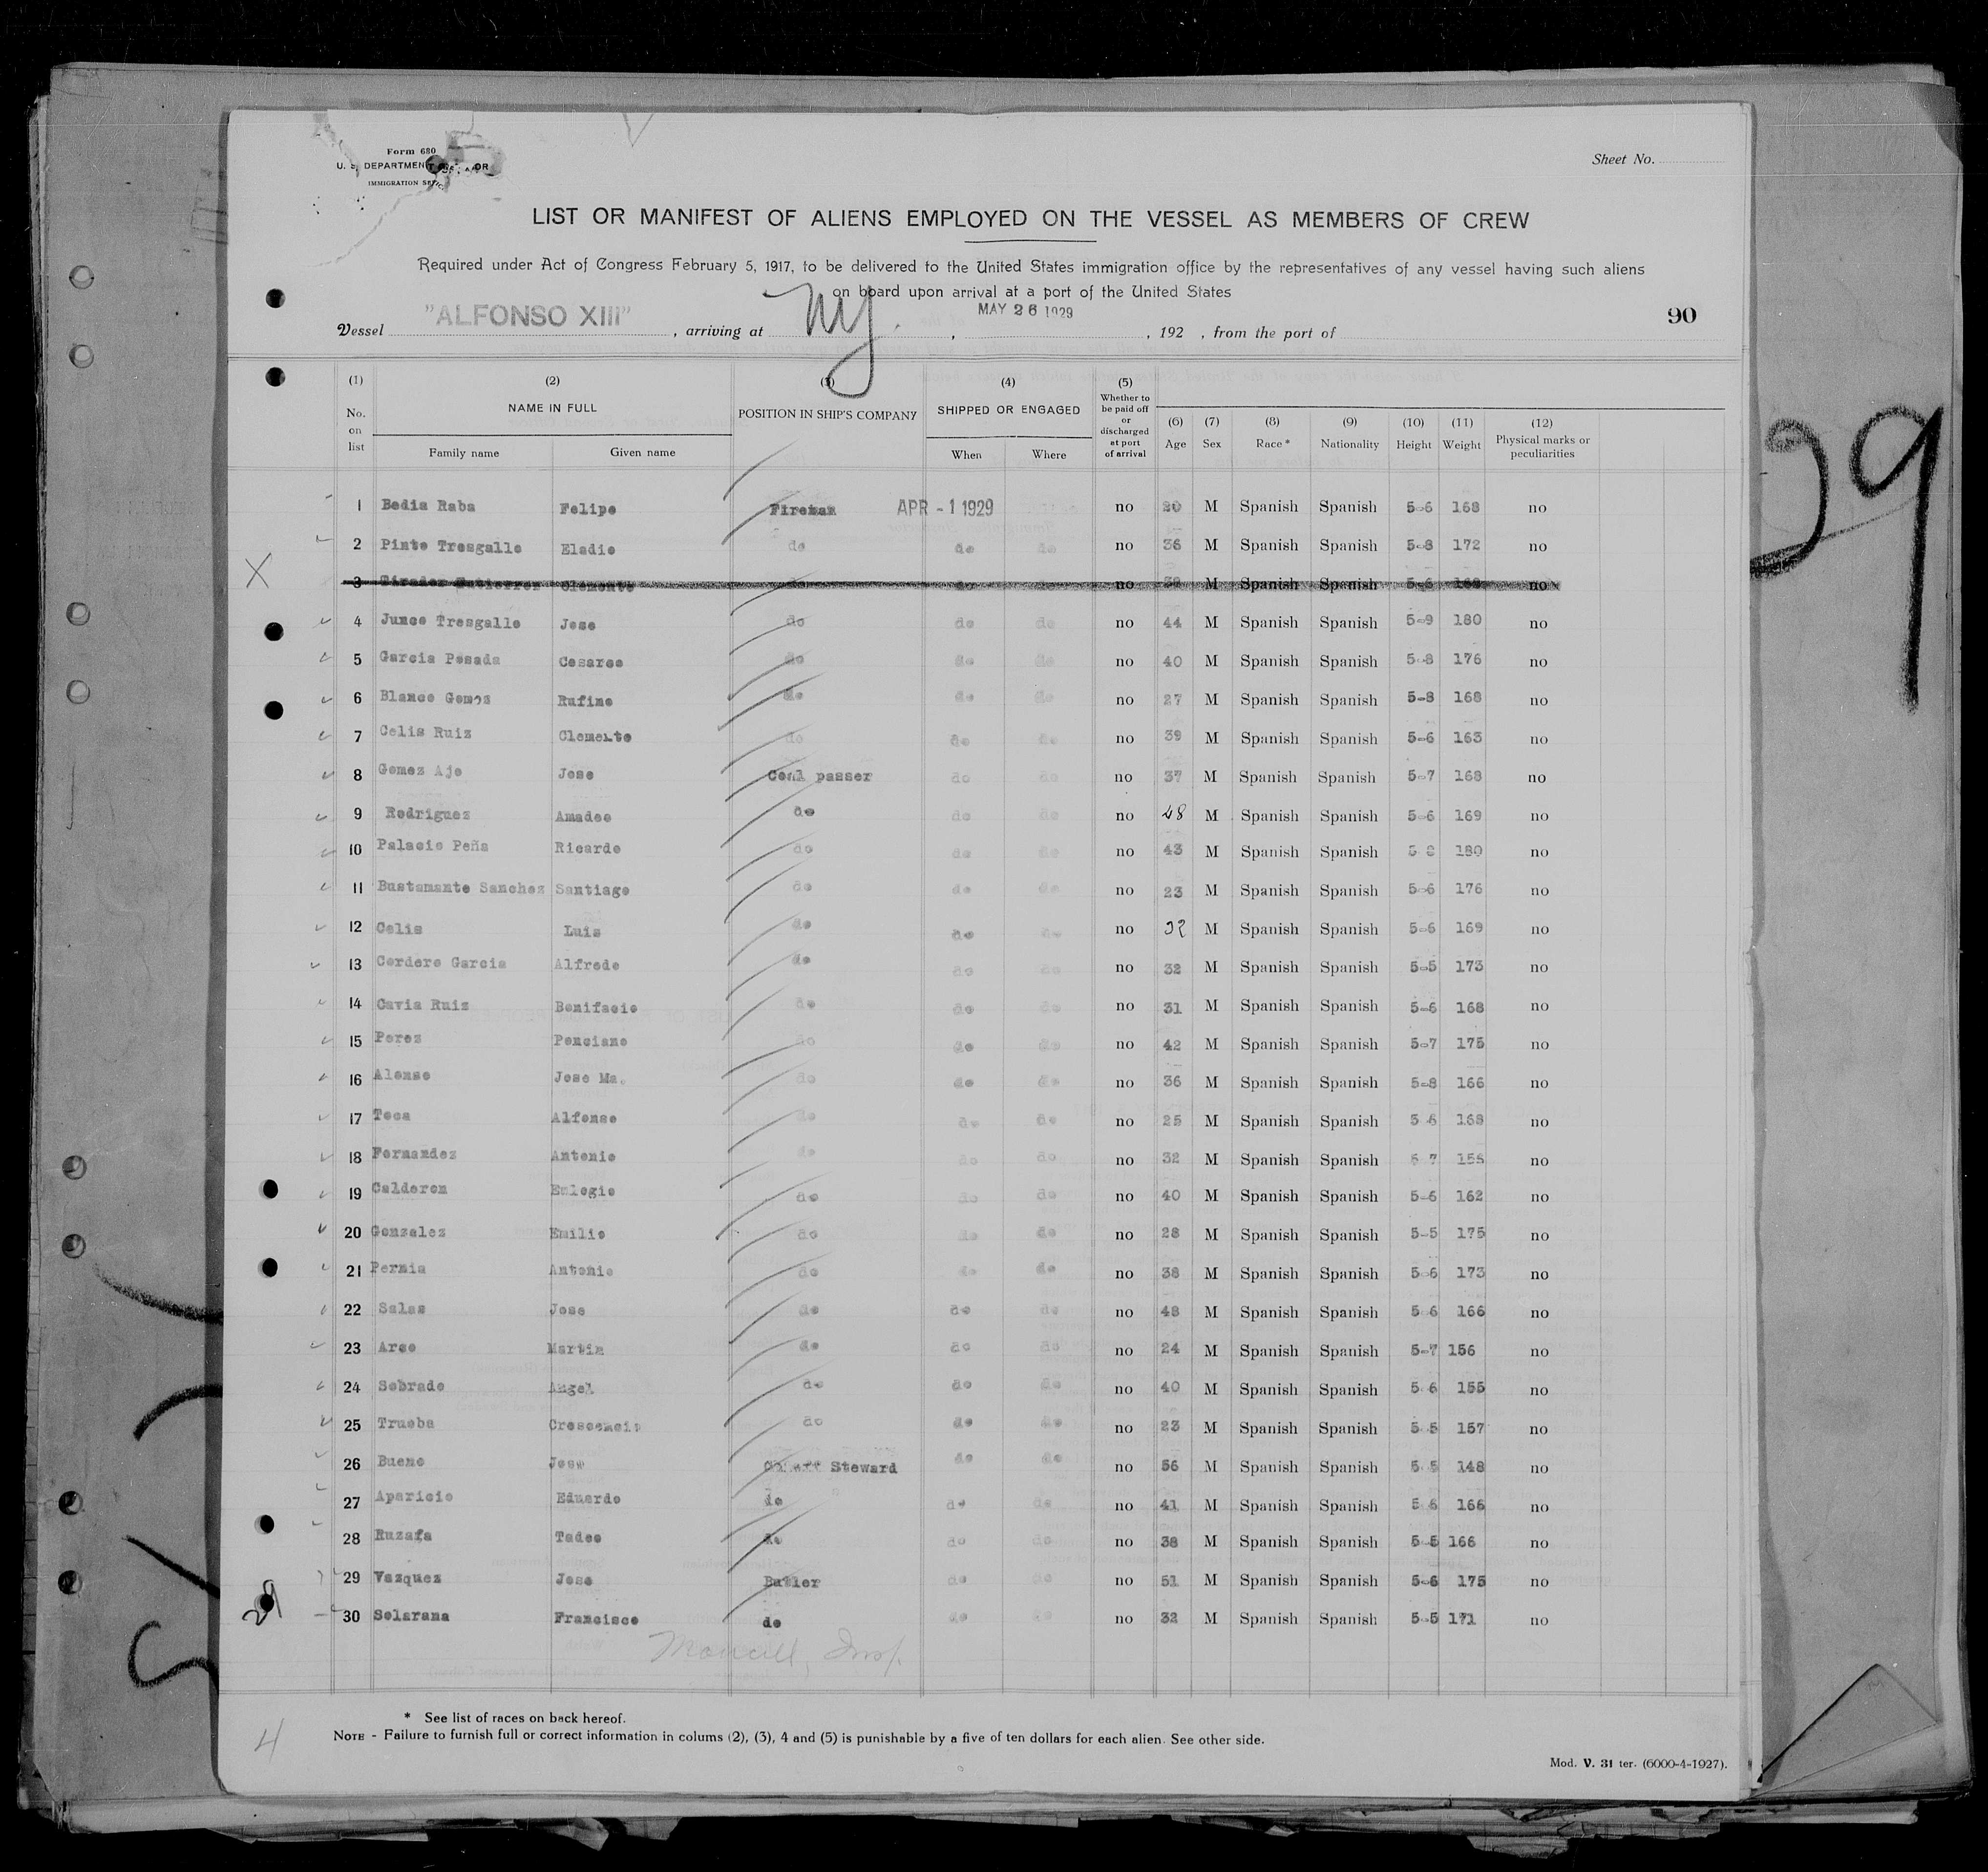 Form 680
U. S. DEPARTMENT OF LABOR
IMMIGRATION
Sheet No.
LIST OR MANIFEST OF ALIENS EMPLOYED ON THE VESSEL AS MEMBERS OF CREW
Required under Act of Congress February 5, 1917, to be delivered to the United States immigration office by the representatives of any vessel having such aliens
on board upon arrival at a port of the United States
Vessel "ALFONSO XIII" , arriving at NY. , MAY 26 1929 , 192 , from the port of
90
(1) No. on list (2) NAME IN FULL Family name Given name (3) POSITION IN SHIP'S COMPANY (4) SHIPPED OR ENGAGED When Where (5) Whether to be paid off or discharged at port of arrival (6) Age (7) Sex (8) Race * (9) Nationality (10) Height (11) Weight (12) Physical marks or peculiarities
1 Bedia Raba Felipe Fireman APR - 1 1929 no 20 M Spanish Spanish 5-6 168 no
2 Pinto Tresgallo Eladio do do do no 36 M Spanish Spanish 5-8 172 no
X 3 Gutierrez Clemente do do no M Spanish Spanish 5-6 no
4 Junco Tresgallo Jose do do do no 44 M Spanish Spanish 5-9 180 no
5 Garcia Posada Cesareo do do do no 40 M Spanish Spanish 5-8 176 no
6 Blanco Gomez Rufino do do do no 27 M Spanish Spanish 5-8 168 no
7 Celis Ruiz Clemente do do do no 39 M Spanish Spanish 5-6 163 no
8 Gomez Ajo Jose Coal passer do do no 37 M Spanish Spanish 5-7 168 no
9 Rodriguez Amadeo do do do no 48 M Spanish Spanish 5-6 169 no
10 Palacio Peña Ricardo do do do no 43 M Spanish Spanish 180 no
11 Bustamante Sanchez Santiago do do do no 23 M Spanish Spanish 5-6 176 no
12 Celis Luis do do do no 32 M Spanish Spanish 5-6 169 no
13 Cordero Garcia Alfredo do do do no 32 M Spanish Spanish 5-5 173 no
14 Cavia Ruiz Bonifacio do do do no 31 M Spanish Spanish 5-6 168 no
15 Perez Ponciano do do do no 42 M Spanish Spanish 5-7 175 no
16 Alonso Jose Ma. do do do no 36 M Spanish Spanish 5-8 166 no
17 Toca Alfonso do do do no 25 M Spanish Spanish 5 6 168 no
18 Fernandez Antonio do do do no 32 M Spanish Spanish no
19 Calderon Eulogio do do do no 40 M Spanish Spanish 5-6 162 no
20 Gonzalez Emilio do do do no 28 M Spanish Spanish 5-5 175 no
21 Pernia Antonio do do do no 38 M Spanish Spanish 5-6 173 no
22 Salas Jose do do do no 48 M Spanish Spanish 5 6 166 no
23 Arce Martin do do do no 24 M Spanish Spanish 5-7 156 no
24 Sobrado Angel do do do no 40 M Spanish Spanish 5 6 155 no
25 Trueba Crescencio do do do no 23 M Spanish Spanish 5 5 157 no
26 Bueno Jose Steward do do no 56 M Spanish Spanish 5 5 148 no
27 Aparicio Eduardo do do do no 41 M Spanish Spanish 5 6 166 no
28 Ruzafa Tadeo do do do no 38 M Spanish Spanish 5-5 166 no
29 Vazquez Jose Butler do do no 51 M Spanish Spanish 5-6 175 no
29 30 Solarana Francisco do do do no 32 M Spanish Spanish 5-5 171 no
* See list of races on back hereof.
NOTE - Failure to furnish full or correct information in colums (2), (3), 4 and (5) is punishable by a five of ten dollars for each alien. See other side.
4
Mod. V. 31 ter. (6000-4-1927).